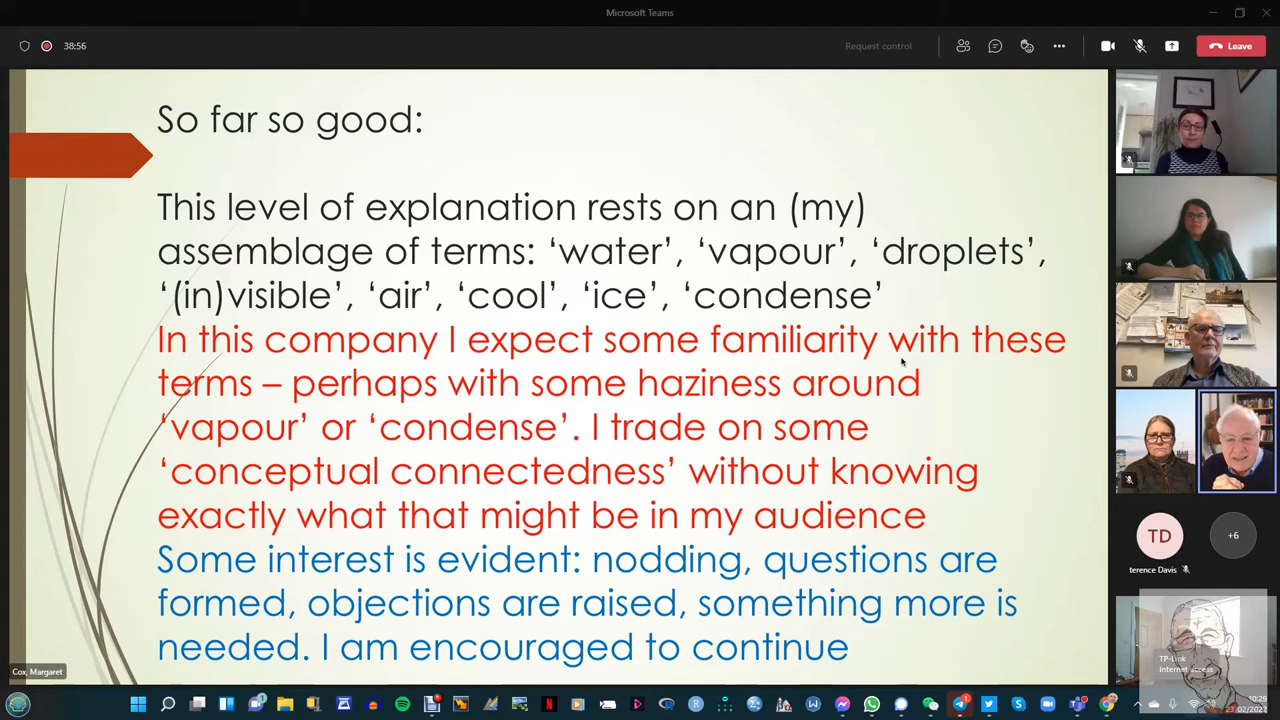 Microsoft Teams
38:56
Request control
Leave
So far so good:
This level of explanation rests on an (my)
assemblage of terms: ‘water’, ‘vapour’, ‘droplets’,
‘(in)visible’, ‘air’, ‘cool’, ‘ice’, ‘condense’
In this company I expect some familiarity with these
terms – perhaps with some haziness around
‘vapour’ or ‘condense’. I trade on some
‘conceptual connectedness’ without knowing
exactly what that might be in my audience
Some interest is evident: nodding, questions are
formed, objections are raised, something more is
needed. I am encouraged to continue
Cox, Margaret
TD
+6
terence Davis
TP-Link
Internet access
10:29